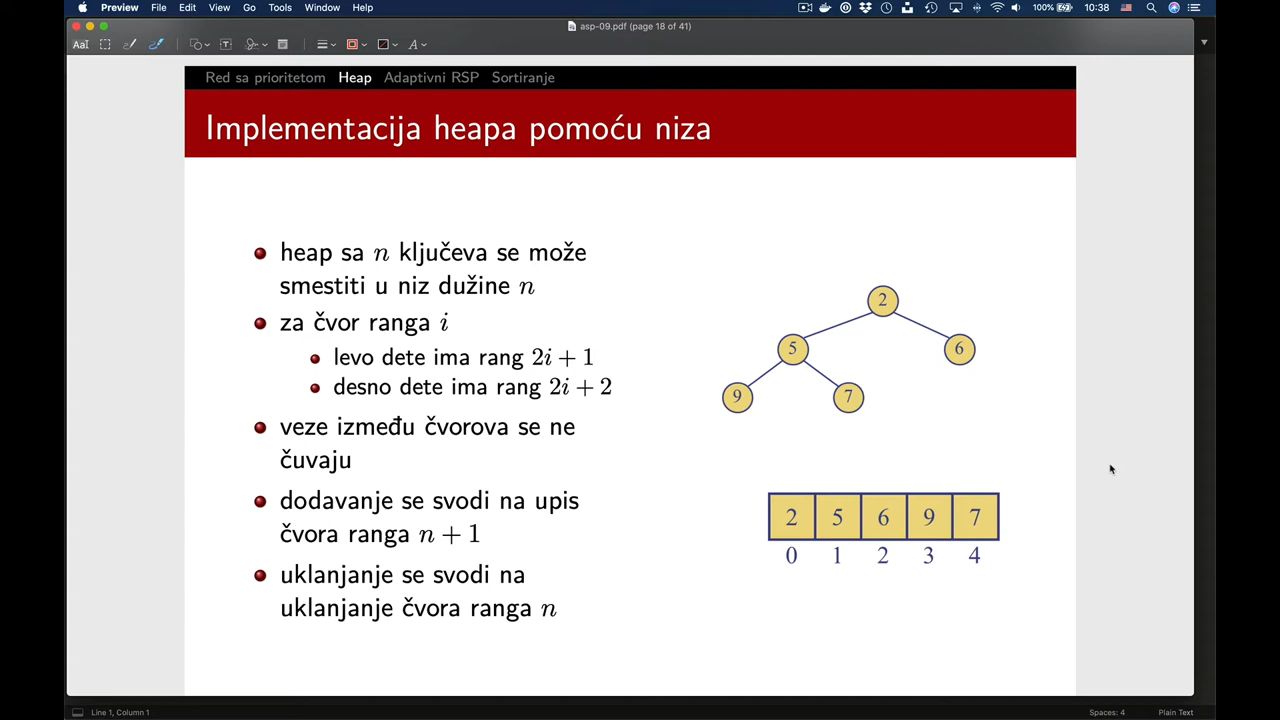 Preview File Edit View Go Tools Window Help 100% 10:38
asp-09.pdf (page 18 of 41)
AaI T A
Red sa prioritetom Heap Adaptivni RSP Sortiranje
Implementacija heapa pomoću niza
heap sa n ključeva se može
smestiti u niz dužine n
za čvor ranga i
levo dete ima rang 2i + 1
desno dete ima rang 2i + 2
veze između čvorova se ne
čuvaju
dodavanje se svodi na upis
čvora ranga n + 1
uklanjanje se svodi na
uklanjanje čvora ranga n
2
5 6
9 7
2 5 6 9 7
0 1 2 3 4
Line 1, Column 1 Spaces: 4 Plain Text